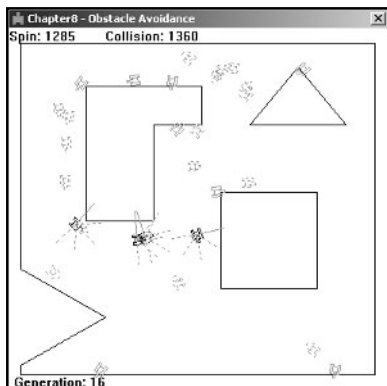 Chapter8 - Obstacle Avoidance
Spin: 1285 Collision: 1360
Generation: 16